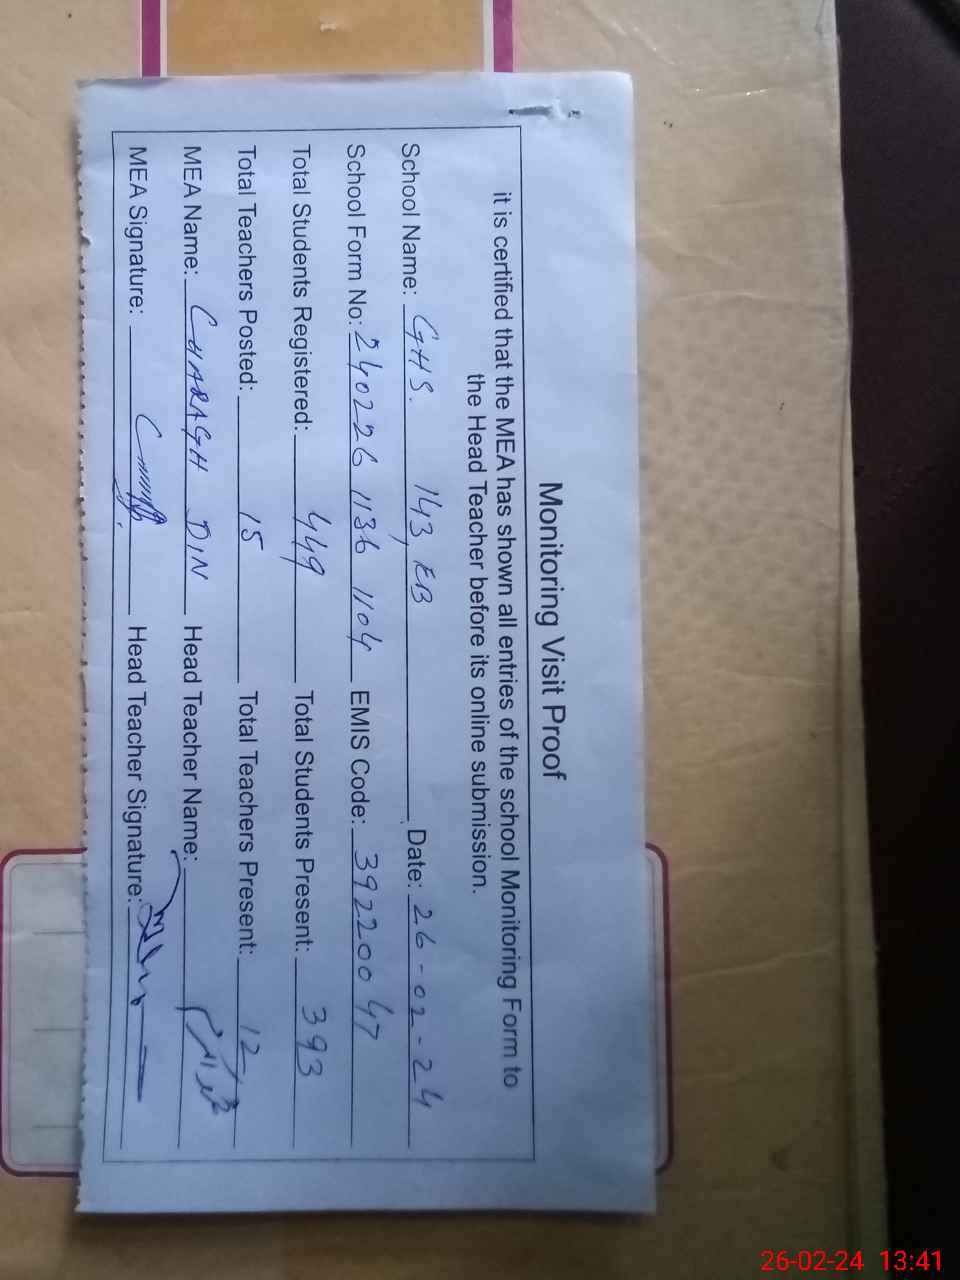 Monitoring Visit Proof
it is certified that the MEA has shown all entries of the school Monitoring Form to
the Head Teacher before its online submission.
School Name: GHS. 143, EB Date: 26-02-24
School Form No: 240226 1136 1104 EMIS Code: 39220047
Total Students Registered: 449 Total Students Present: 393
Total Teachers Posted: 15 Total Teachers Present: 12
MEA Name: CHARAGH DIN Head Teacher Name:
MEA Signature: Head Teacher Signature:
26-02-24 13:41